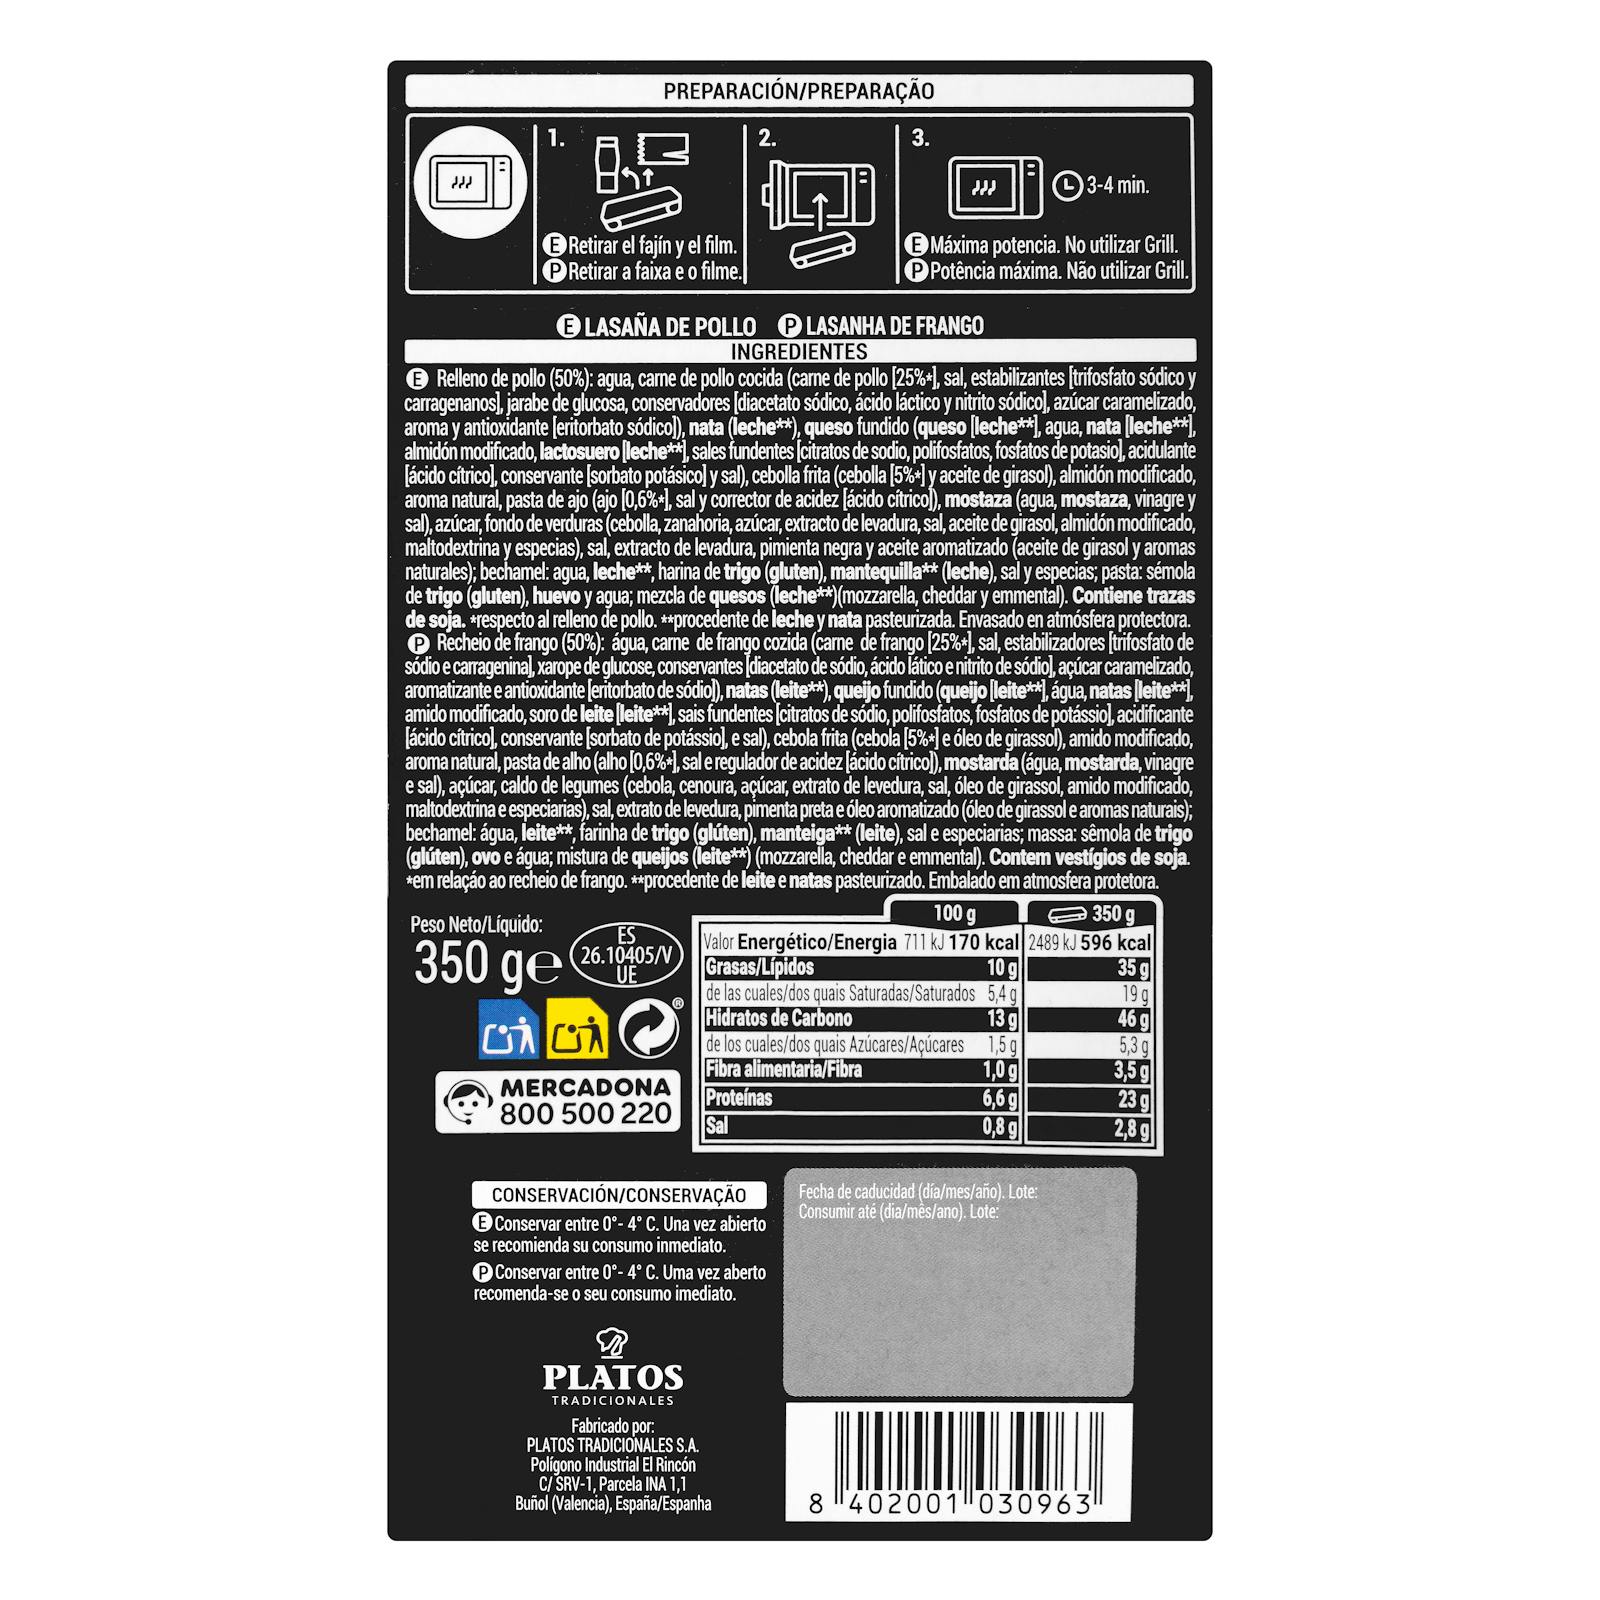 PREPARACIÓN/PREPARAÇÃO
1.
2.
3.
3-4 min.
E Retirar el fajín y el film.
P Retirar a faixa e o filme.
E Máxima potencia. No utilizar Grill.
P Potência máxima. Não utilizar Grill.
E LASAÑA DE POLLO P LASANHA DE FRANGO
INGREDIENTES
E Relleno de pollo (50%): agua, carne de pollo cocida (carne de pollo [25%*], sal, estabilizantes [trifosfato sódico y
carragenanos], jarabe de glucosa, conservadores [diacetato sódico, ácido láctico y nitrito sódico], azúcar caramelizado,
aroma y antioxidante [eritorbato sódico]), nata (leche**), queso fundido (queso [leche**], agua, nata [leche**],
almidón modificado, lactosuero [leche**], sales fundentes [citratos de sodio, polifosfatos, fosfatos de potasio], acidulante
[ácido cítrico], conservante [sorbato potásico] y sal), cebolla frita (cebolla [5%*] y aceite de girasol), almidón modificado,
aroma natural, pasta de ajo (ajo [0,6%*], sal y corrector de acidez [ácido cítrico]), mostaza (agua, mostaza, vinagre y
sal), azúcar, fondo de verduras (cebolla, zanahoria, azúcar, extracto de levadura, sal, aceite de girasol, almidón modificado,
maltodextrina y especias), sal, extracto de levadura, pimienta negra y aceite aromatizado (aceite de girasol y aromas
naturales); bechamel: agua, leche**, harina de trigo (gluten), mantequilla** (leche), sal y especias; pasta: sémola
de trigo (gluten), huevo y agua; mezcla de quesos (leche**)(mozzarella, cheddar y emmental). Contiene trazas
de soja. *respecto al relleno de pollo. **procedente de leche y nata pasteurizada. Envasado en atmósfera protectora.
P Recheio de frango (50%): água, carne de frango cozida (carne de frango [25%*], sal, estabilizadores [trifosfato de
sódio e carragenina], xarope de glucose, conservantes [diacetato de sódio, ácido lático e nitrito de sódio], açúcar caramelizado,
aromatizante e antioxidante [eritorbato de sódio]), natas (leite**), queijo fundido (queijo [leite**], água, natas [leite**],
amido modificado, soro de leite [leite**], sais fundentes [citratos de sódio, polifosfatos, fosfatos de potássio], acidificante
[ácido cítrico], conservante [sorbato de potássio], e sal), cebola frita (cebola [5%*] e óleo de girassol), amido modificado,
aroma natural, pasta de alho (alho [0,6%*], sal e regulador de acidez [ácido cítrico]), mostarda (água, mostarda, vinagre
e sal), açúcar, caldo de legumes (cebola, cenoura, açúcar, extrato de levedura, sal, óleo de girassol, amido modificado,
maltodextrina e especiarias), sal, extrato de levedura, pimenta preta e óleo aromatizado (óleo de girassol e aromas naturais);
bechamel: água, leite**, farinha de trigo (glúten), manteiga** (leite), sal e especiarias; massa: sêmola de trigo
(glúten), ovo e água; mistura de queijos (leite**) (mozzarella, cheddar e emmental). Contem vestígios de soja.
*em relação ao recheio de frango. **procedente de leite e natas pasteurizado. Embalado em atmosfera protetora.
Peso Neto/Líquido:
350 g e
ES
26.10405/V
UE
100 g 350 g
Valor Energético/Energia 711 kJ 170 kcal 2489 kJ 596 kcal
Grasas/Lípidos 10 g 35 g
de las cuales/dos quais Saturadas/Saturados 5,4 g 19 g
Hidratos de Carbono 13 g 46 g
de los cuales/dos quais Azúcares/Açúcares 1,5 g 5,3 g
Fibra alimentaria/Fibra 1,0 g 3,5 g
Proteínas 6,6 g 23 g
Sal 0,8 g 2,8 g
®
MERCADONA
800 500 220
CONSERVACIÓN/CONSERVAÇÃO
E Conservar entre 0°- 4° C. Una vez abierto
se recomienda su consumo inmediato.
P Conservar entre 0°- 4° C. Uma vez aberto
recomenda-se o seu consumo imediato.
Fecha de caducidad (día/mes/año). Lote:
Consumir até (dia/mês/ano). Lote:
PLATOS
TRADICIONALES
Fabricado por:
PLATOS TRADICIONALES S.A.
Polígono Industrial El Rincón
C/ SRV-1, Parcela INA 1,1
Buñol (Valencia), España/Espanha
8 402001 030963